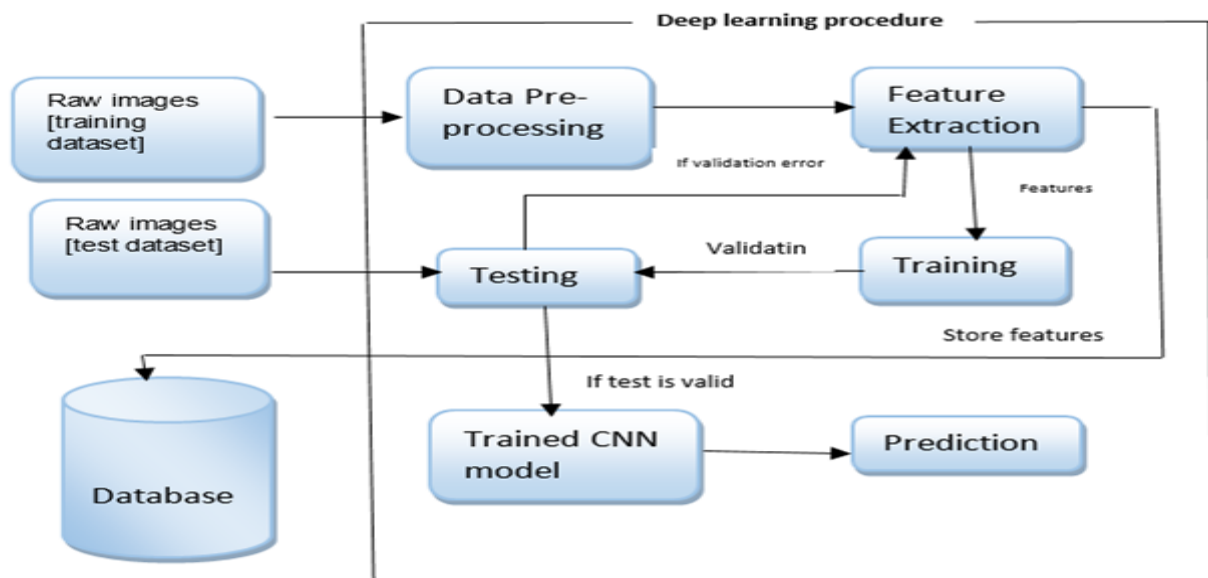 Deep learning procedure
Raw images
[training
dataset]
Data Pre-
processing
Feature
Extraction
If validation error
Features
Raw images
[test dataset]
Testing
Validatin
Training
Store features
If test is valid
Database
Trained CNN
model
Prediction